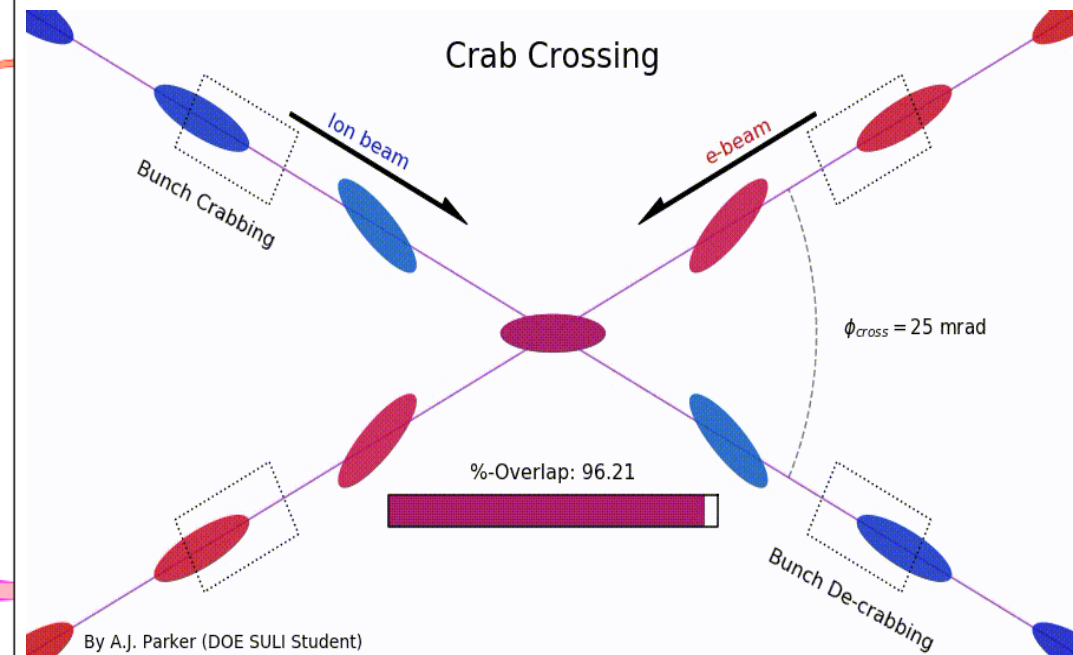 Crab Crossing
Ion beam
e-beam
Bunch Crabbing
ϕcross = 25 mrad
%-Overlap: 96.21
Bunch De-crabbing
By A.J. Parker (DOE SULI Student)